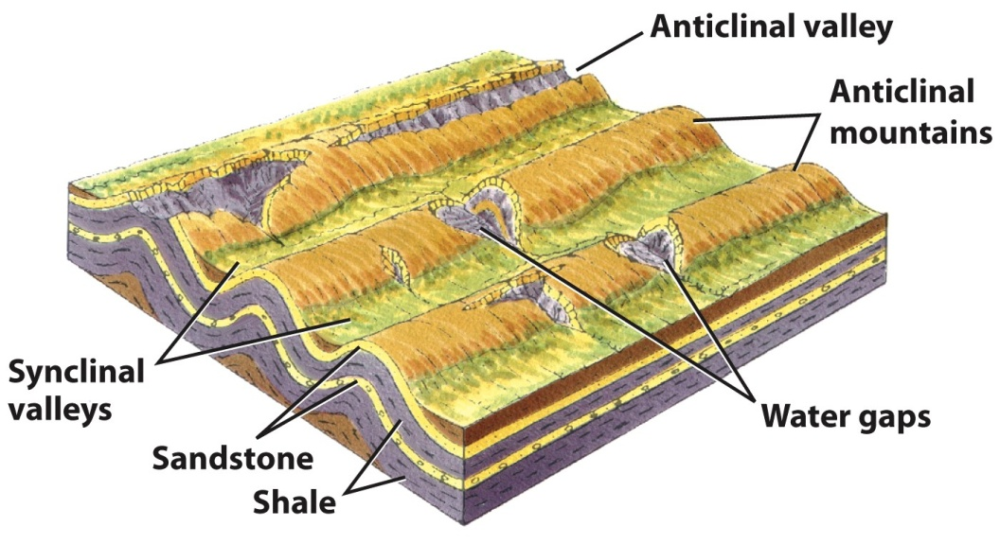 Anticlinal valley
Anticlinal
mountains
Synclinal
valleys
Water gaps
Sandstone
Shale